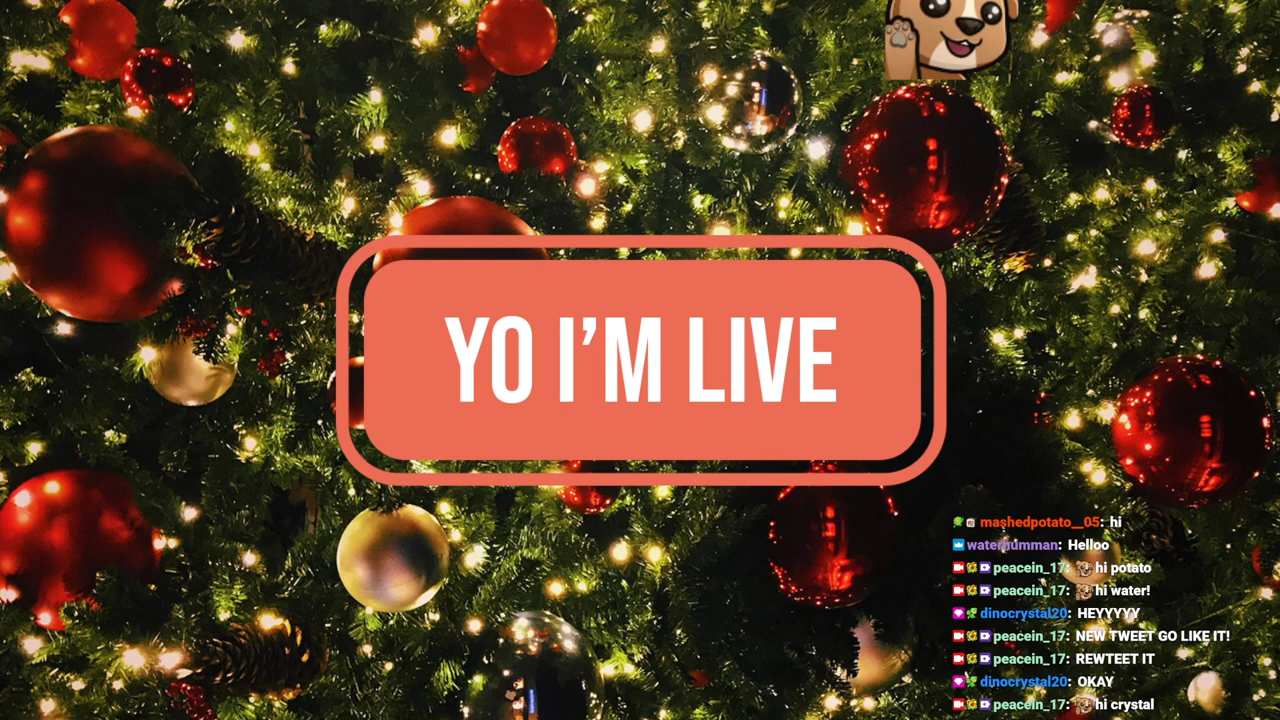 YO I’M LIVE
mashedpotato__05: hi
waterhumman: Helloo
peacein_17: hi potato
peacein_17: hi water!
dinocrystal20: HEYYYYY
peacein_17: NEW TWEET GO LIKE IT!
peacein_17: REWTEET IT
dinocrystal20: OKAY
peacein_17: hi crystal